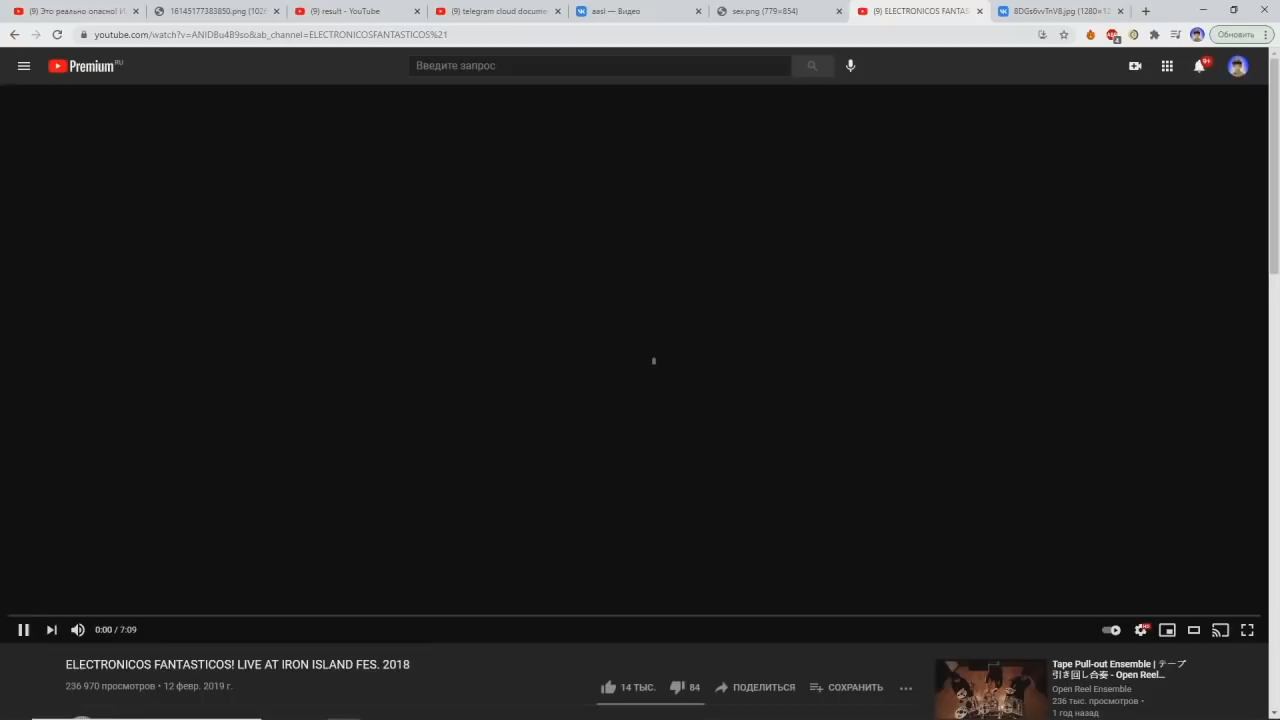 (9) Это реально опасно! И
16145177383850.png (102
(9) result - YouTube
(9) telegram cloud docume
aasl — Видео
sex.png (779×854)
(9) ELECTRONICOS FANTAS
8DGs6vvTnV8.jpg (1280×12
youtube.com/watch?v=ANIDBu4B9so&ab_channel=ELECTRONICOSFANTASTICOS%21
Обновить
Premium RU
Введите запрос
9+
0:00 / 7:09
HD
ELECTRONICOS FANTASTICOS! LIVE AT IRON ISLAND FES. 2018
236 970 просмотров • 12 февр. 2019 г.
14 ТЫС.
84
ПОДЕЛИТЬСЯ
СОХРАНИТЬ
Tape Pull-out Ensemble | テープ
引き回し合奏 - Open Reel...
Open Reel Ensemble
236 тыс. просмотров •
1 год назад